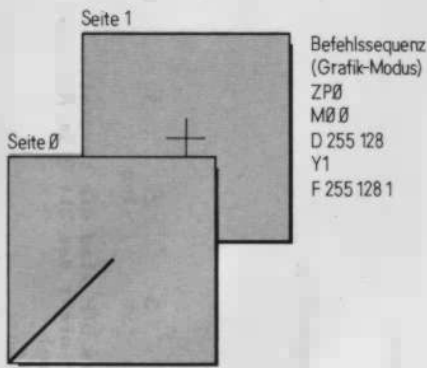 Seite 1
Seite Ø
Befehlssequenz
(Grafik-Modus)
ZPØ
MØ Ø
D 255 128
Y1
F 255 128 1